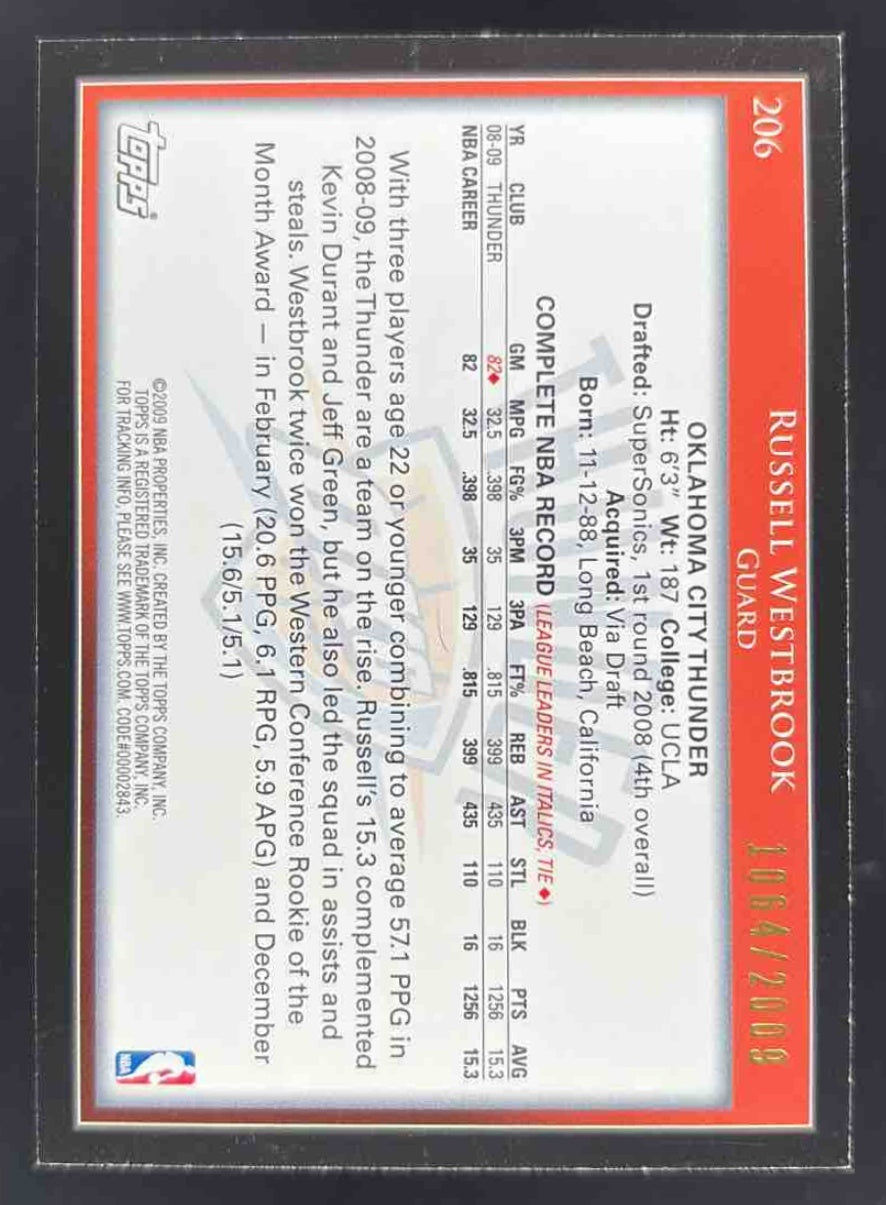 206
RUSSELL WESTBROOK
1064/2009
GUARD
OKLAHOMA CITY THUNDER
Ht: 6'3" Wt: 187 College: UCLA
Drafted: SuperSonics, 1st round 2008 (4th overall)
Acquired: Via Draft
Born: 11-12-88, Long Beach, California
COMPLETE NBA RECORD (LEAGUE LEADERS IN ITALICS, TIE ♦)
YR CLUB GM MPG FG% 3PM 3PA FT% REB AST STL BLK PTS AVG
08-09 THUNDER 82♦ 32.5 .398 35 129 .815 399 435 110 16 1256 15.3
NBA CAREER 82 32.5 .398 35 129 .815 399 435 110 16 1256 15.3
With three players age 22 or younger combining to average 57.1 PPG in
2008-09, the Thunder are a team on the rise. Russell's 15.3 complemented
Kevin Durant and Jeff Green, but he also led the squad in assists and
steals. Westbrook twice won the Western Conference Rookie of the
Month Award — in February (20.6 PPG, 6.1 RPG, 5.9 APG) and December
(15.6/5.1/5.1)
THUNDER
topps®
©2009 NBA PROPERTIES, INC. CREATED BY THE TOPPS COMPANY, INC.
TOPPS IS A REGISTERED TRADEMARK OF THE TOPPS COMPANY, INC.
FOR TRACKING INFO, PLEASE SEE WWW.TOPPS.COM. CODE#00002843.
NBA